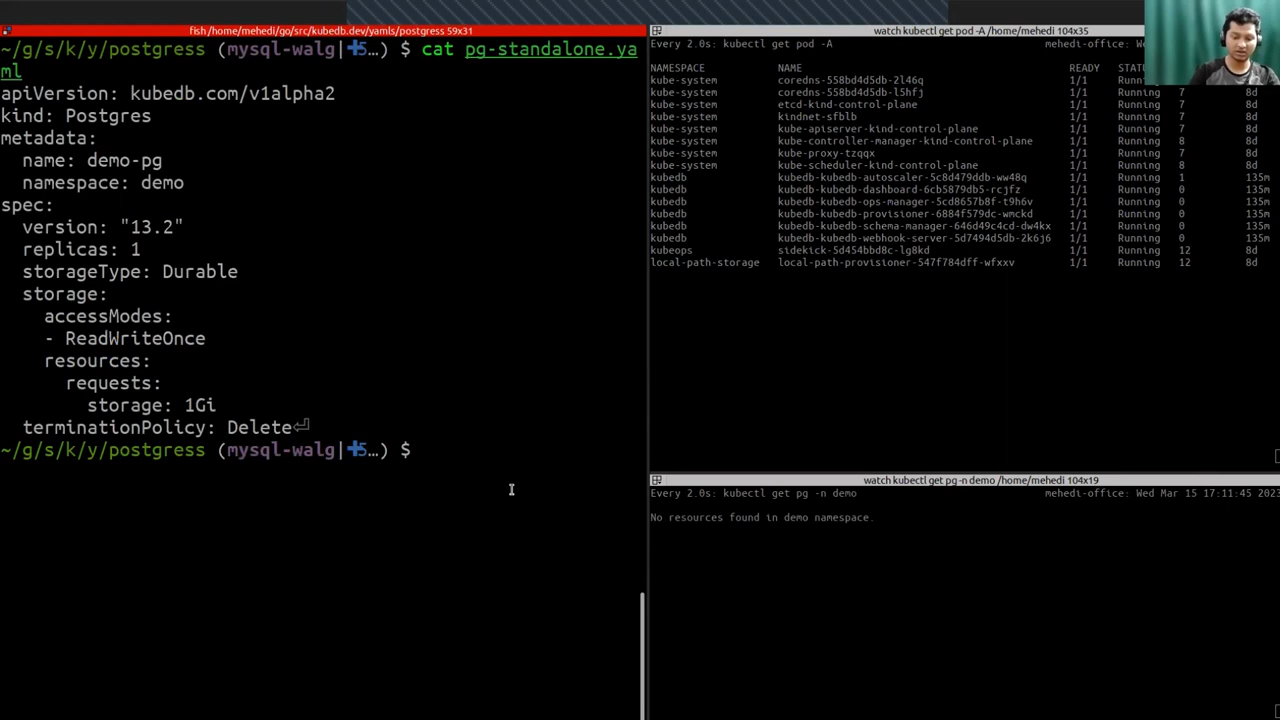 fish /home/mehedi/go/src/kubedb.dev/yamls/postgress 59x31
~/g/s/k/y/postgress (mysql-walg|✚5…) $ cat pg-standalone.ya
ml
apiVersion: kubedb.com/v1alpha2
kind: Postgres
metadata:
  name: demo-pg
  namespace: demo
spec:
  version: "13.2"
  replicas: 1
  storageType: Durable
  storage:
    accessModes:
    - ReadWriteOnce
    resources:
      requests:
        storage: 1Gi
  terminationPolicy: Delete⏎
~/g/s/k/y/postgress (mysql-walg|✚5…) $
watch kubectl get pod -A /home/mehedi 104x35
Every 2.0s: kubectl get pod -A mehedi-office: We
NAMESPACE NAME READY STATU
kube-system coredns-558bd4d5db-2l46q 1/1 Running 7 8d
kube-system coredns-558bd4d5db-l5hfj 1/1 Running 7 8d
kube-system etcd-kind-control-plane 1/1 Running 7 8d
kube-system kindnet-sfblb 1/1 Running 7 8d
kube-system kube-apiserver-kind-control-plane 1/1 Running 7 8d
kube-system kube-controller-manager-kind-control-plane 1/1 Running 8 8d
kube-system kube-proxy-tzqqx 1/1 Running 7 8d
kube-system kube-scheduler-kind-control-plane 1/1 Running 8 8d
kubedb kubedb-kubedb-autoscaler-5c8d479ddb-ww48q 1/1 Running 1 135m
kubedb kubedb-kubedb-dashboard-6cb5879db5-rcjfz 1/1 Running 0 135m
kubedb kubedb-kubedb-ops-manager-5cd8657b8f-t9h6v 1/1 Running 0 135m
kubedb kubedb-kubedb-provisioner-6884f579dc-wmckd 1/1 Running 0 135m
kubedb kubedb-kubedb-schema-manager-646d49c4cd-dw4kx 1/1 Running 0 135m
kubedb kubedb-kubedb-webhook-server-5d7494d5db-2k6j6 1/1 Running 0 135m
kubeops sidekick-5d454bbd8c-lg8kd 1/1 Running 12 8d
local-path-storage local-path-provisioner-547f784dff-wfxxv 1/1 Running 12 8d
watch kubectl get pg -n demo /home/mehedi 104x19
Every 2.0s: kubectl get pg -n demo mehedi-office: Wed Mar 15 17:11:45 2023
No resources found in demo namespace.